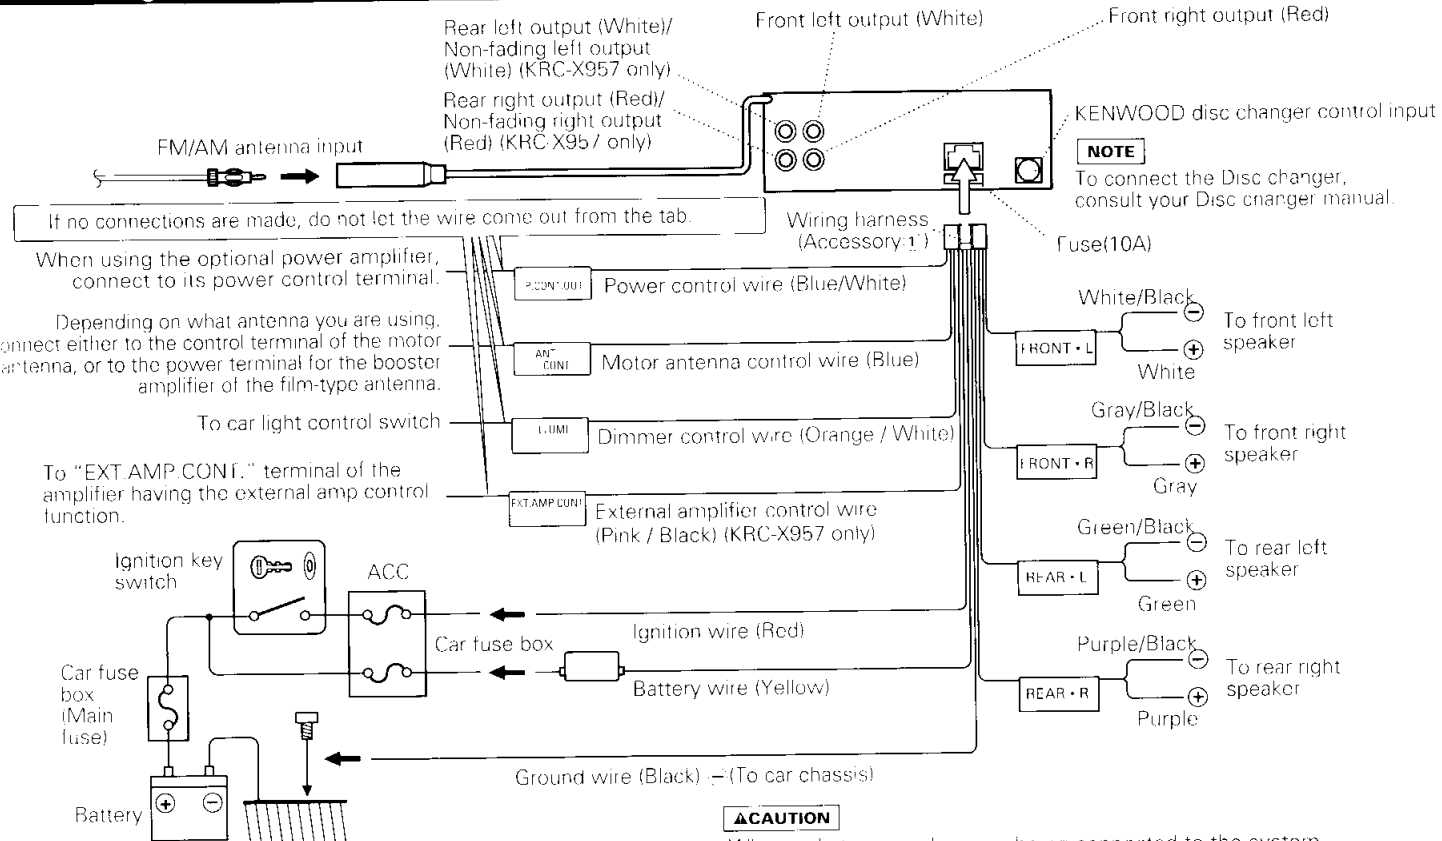 Rear left output (White)/
Non-fading left output
(White) (KRC-X957 only)
Front left output (White)
Front right output (Red)
Rear right output (Red)/
Non-fading right output
(Red) (KRC-X957 only)
KENWOOD disc changer control input
FM/AM antenna input
NOTE
To connect the Disc changer,
consult your Disc changer manual.
If no connections are made, do not let the wire come out from the tab.
Wiring harness
(Accessory 1)
Fuse(10A)
When using the optional power amplifier,
connect to its power control terminal.
P.CONT.OUT
Power control wire (Blue/White)
Depending on what antenna you are using,
connect either to the control terminal of the motor
antenna, or to the power terminal for the booster
amplifier of the film-type antenna.
ANT
CONT
Motor antenna control wire (Blue)
To car light control switch
Dimmer control wire (Orange / White)
To "EXT.AMP.CONT." terminal of the
amplifier having the external amp control
function.
EXT.AMP.CONT
External amplifier control wire
(Pink / Black) (KRC-X957 only)
White/Black
⊖
FRONT • L
To front left
speaker
⊕
White
Gray/Black
⊖
FRONT • R
To front right
speaker
⊕
Gray
Green/Black
⊖
REAR • L
To rear left
speaker
⊕
Green
Purple/Black
⊖
REAR • R
To rear right
speaker
⊕
Purple
Ignition key
switch
ACC
Ignition wire (Red)
Car fuse box
Battery wire (Yellow)
Car fuse
box
(Main
fuse)
Ground wire (Black) ⊖ (To car chassis)
Battery
⊕ ⊖
⚠CAUTION